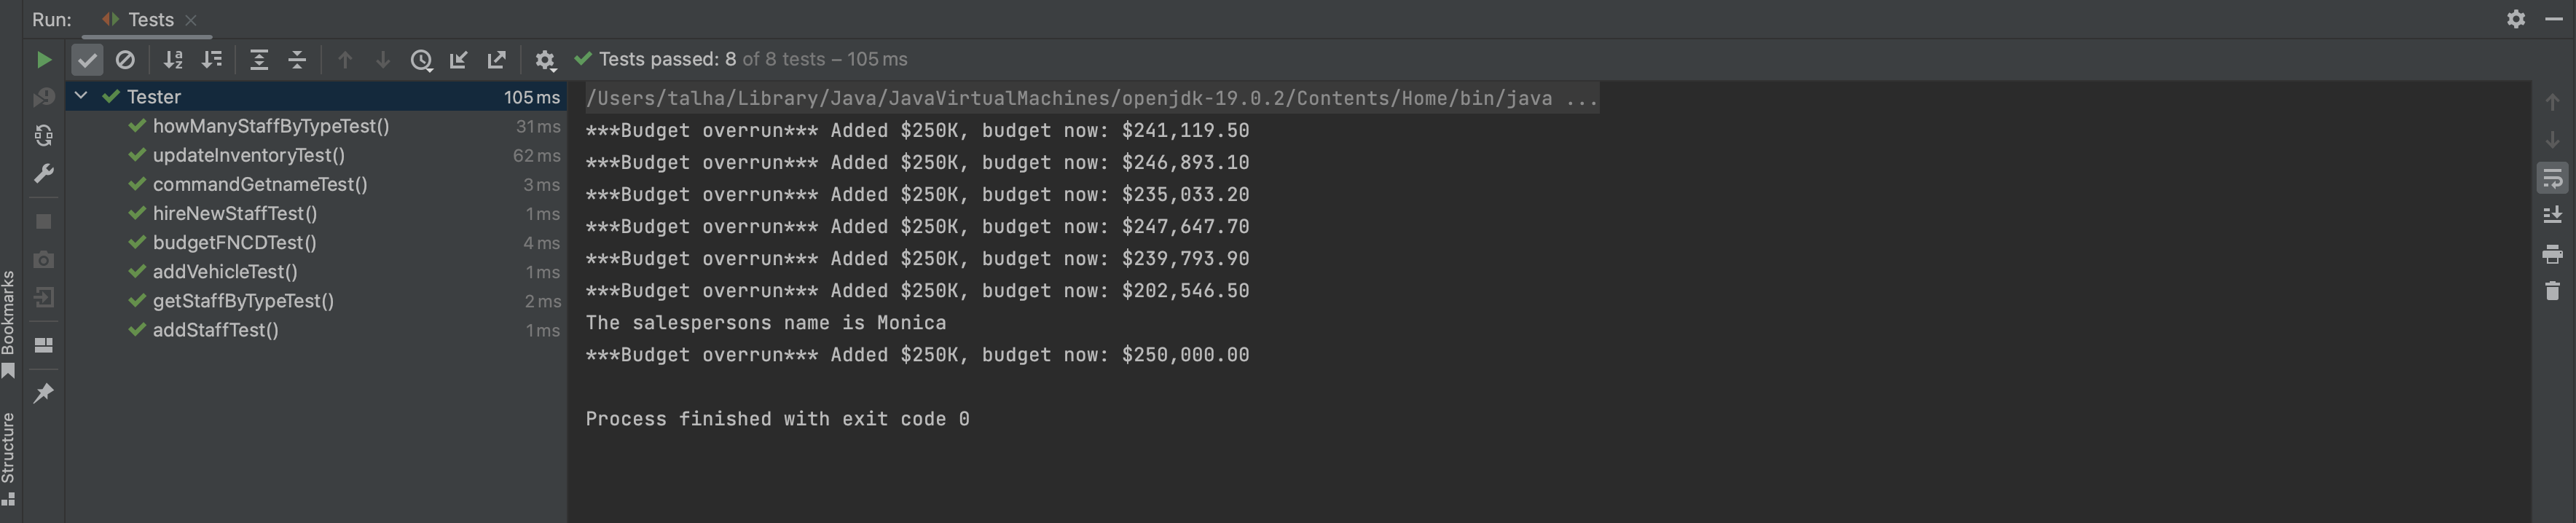 Run: Tests
Tests passed: 8 of 8 tests – 105 ms
Tester 105 ms
howManyStaffByTypeTest() 31 ms
updateInventoryTest() 62 ms
commandGetnameTest() 3 ms
hireNewStaffTest() 1 ms
budgetFNCDTest() 4 ms
addVehicleTest() 1 ms
getStaffByTypeTest() 2 ms
addStaffTest() 1 ms
/Users/talha/Library/Java/JavaVirtualMachines/openjdk-19.0.2/Contents/Home/bin/java ...
***Budget overrun*** Added $250K, budget now: $241,119.50
***Budget overrun*** Added $250K, budget now: $246,893.10
***Budget overrun*** Added $250K, budget now: $235,033.20
***Budget overrun*** Added $250K, budget now: $247,647.70
***Budget overrun*** Added $250K, budget now: $239,793.90
***Budget overrun*** Added $250K, budget now: $202,546.50
The salespersons name is Monica
***Budget overrun*** Added $250K, budget now: $250,000.00
Process finished with exit code 0
Bookmarks
Structure